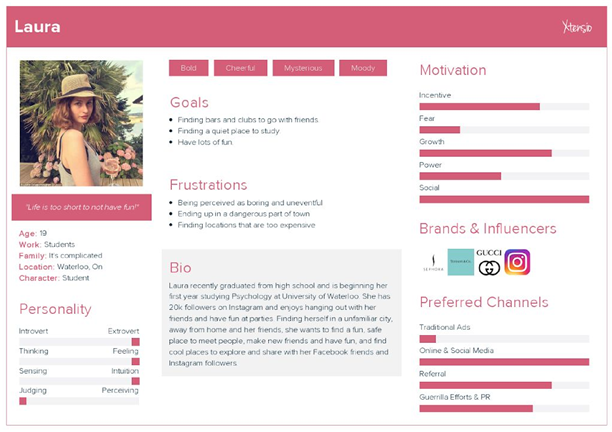 Laura
Xtensio
"Life is too short to not have fun!"
Age: 19
Work: Students
Family: It's complicated
Location: Waterloo, On
Character: Student
Personality
Introvert Extrovert
Thinking Feeling
Sensing Intuition
Judging Perceiving
Bold Cheerful Mysterious Moody
Goals
Finding bars and clubs to go with friends.
Finding a quiet place to study
Have lots of fun.
Frustrations
Being perceived as boring and uneventful
Ending up in a dangerous part of town
Finding locations that are too expensive
Bio
Laura recently graduated from high school and is beginning her
first year studying Psychology at University of Waterloo. She has
20k followers on Instagram and enjoys hanging out with her
friends and have fun at parties. Finding herself in a unfamiliar city,
away from home and her friends, she wants to find a fun, safe
place to meet people, make new friends and have fun, and find
cool places to explore and share with her Facebook friends and
Instagram followers
Motivation
Incentive
Fear
Growth
Power
Social
Brands & Influencers
SEPHORA
GUCCI
Preferred Channels
Traditional Ads
Online & Social Media
Referral
Guerrilla Efforts & PR